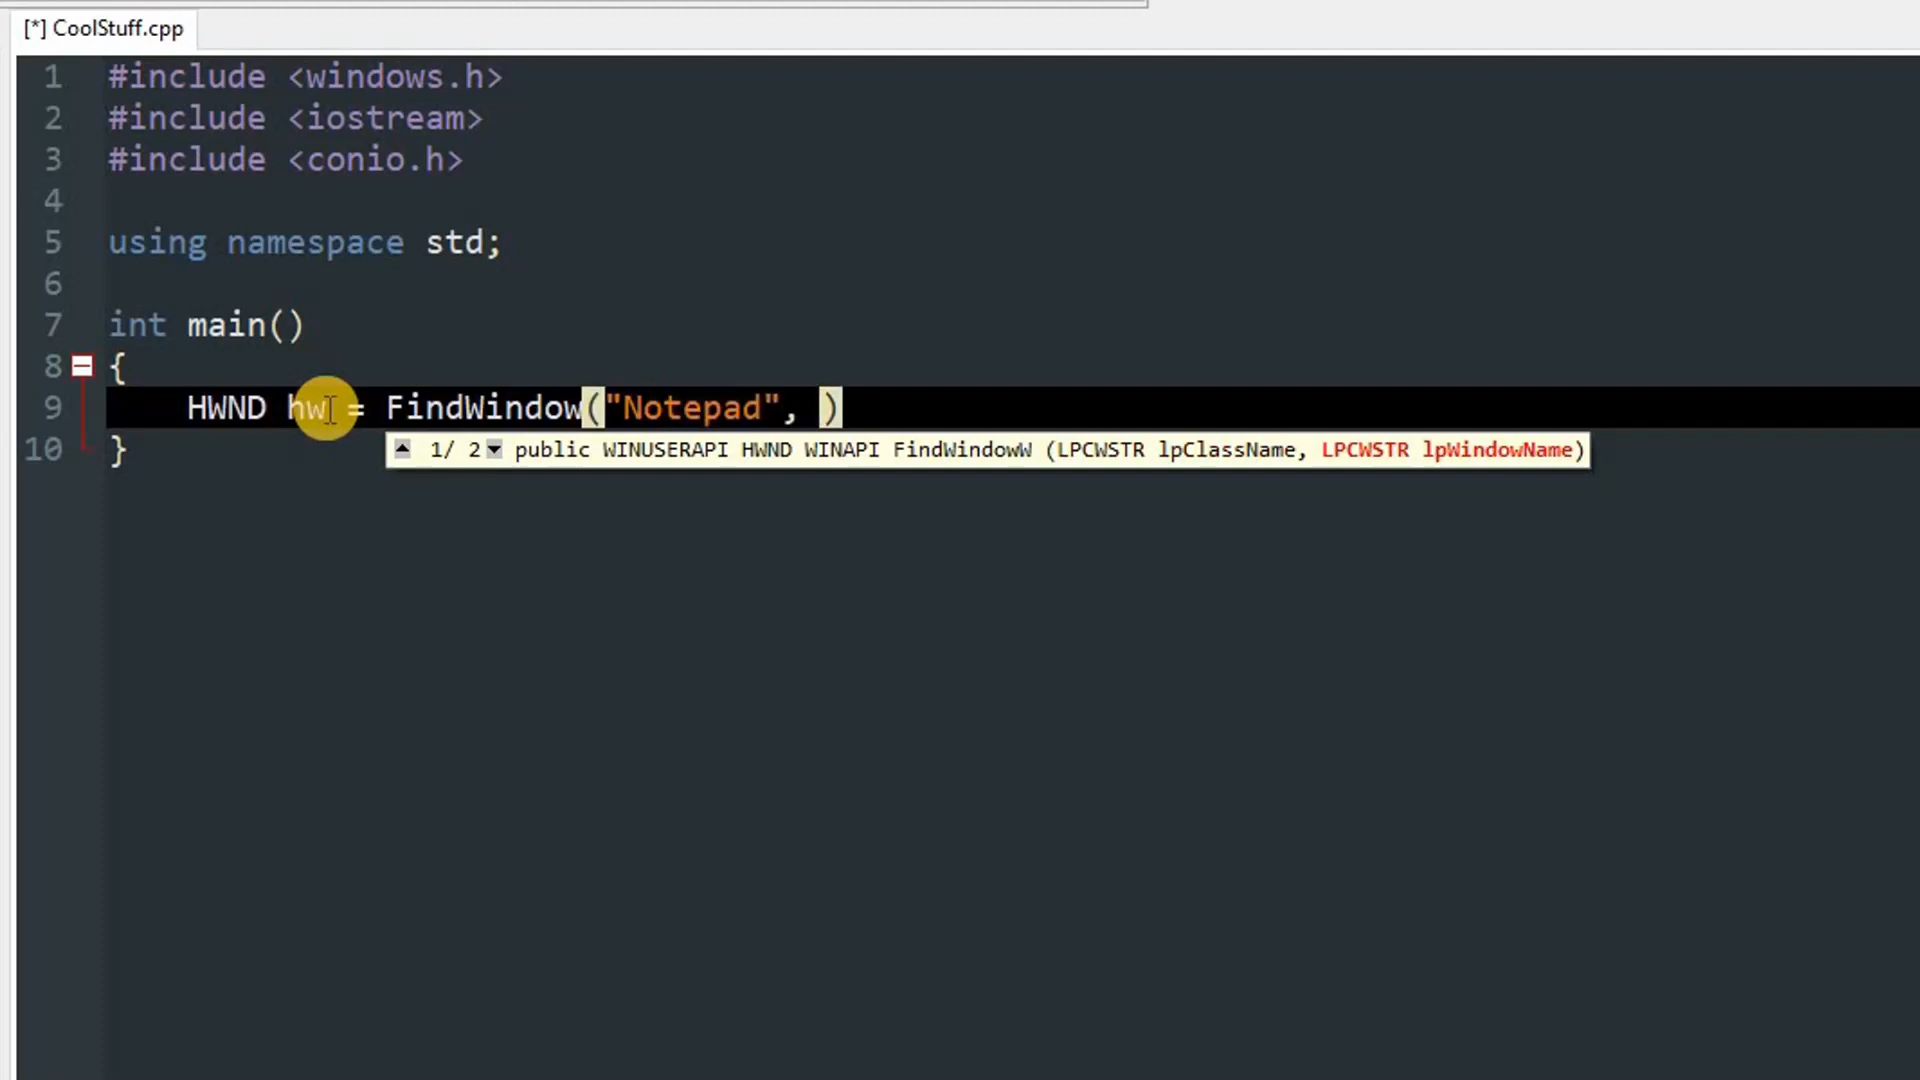 [*] CoolStuff.cpp
1 #include <windows.h>
2 #include <iostream>
3 #include <conio.h>
4
5 using namespace std;
6
7 int main()
8 {
9 HWND hw = FindWindow("Notepad", )
10 }
1/ 2 public WINUSERAPI HWND WINAPI FindWindowW (LPCWSTR lpClassName, LPCWSTR lpWindowName)